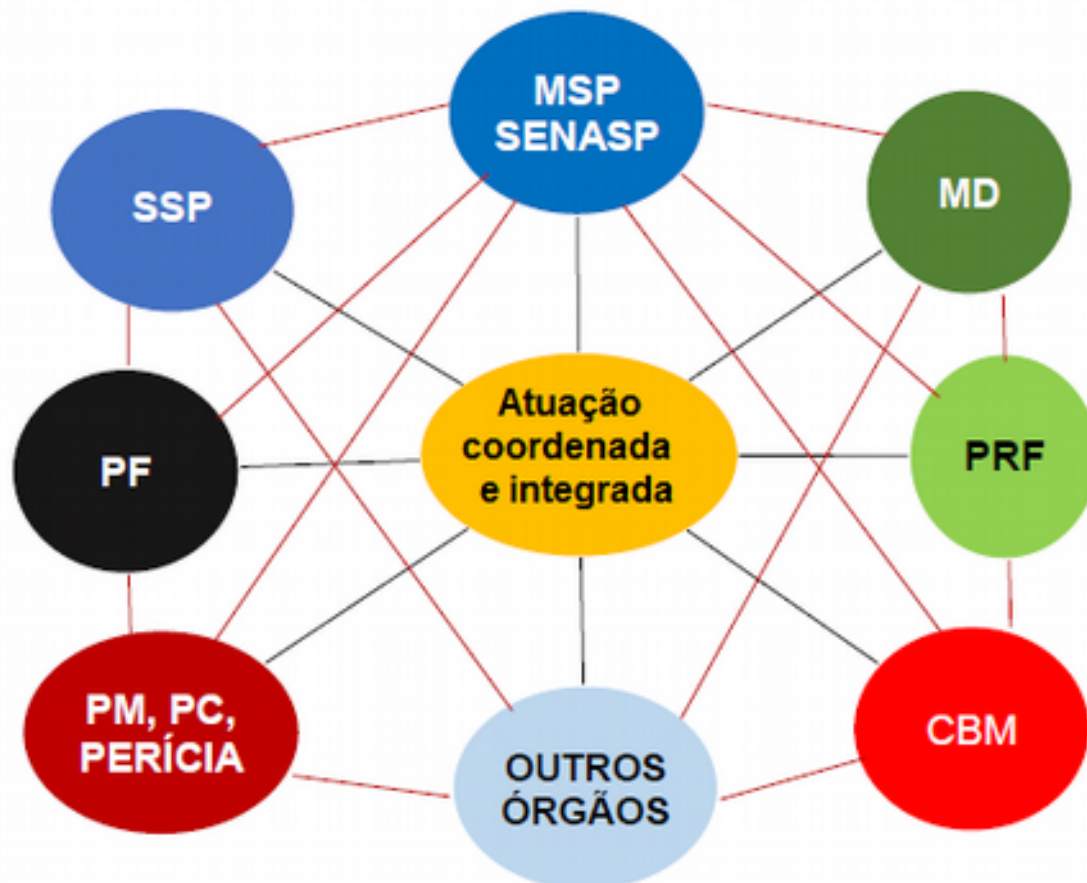 MSP
SENASP
SSP
MD
Atuação
coordenada
e integrada
PF
PRF
PM, PC,
PERÍCIA
OUTROS
ÓRGÃOS
CBM